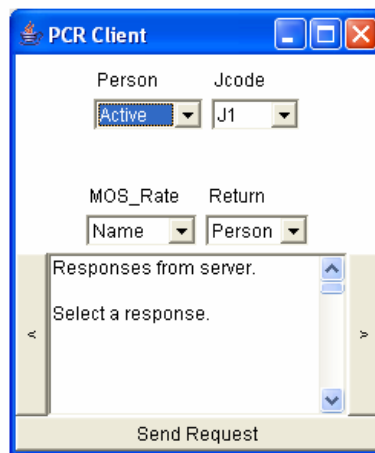 PCR Client
Person Jcode
Active J1
MOS_Rate Return
Name Person
Responses from server.
Select a response.
< >
Send Request